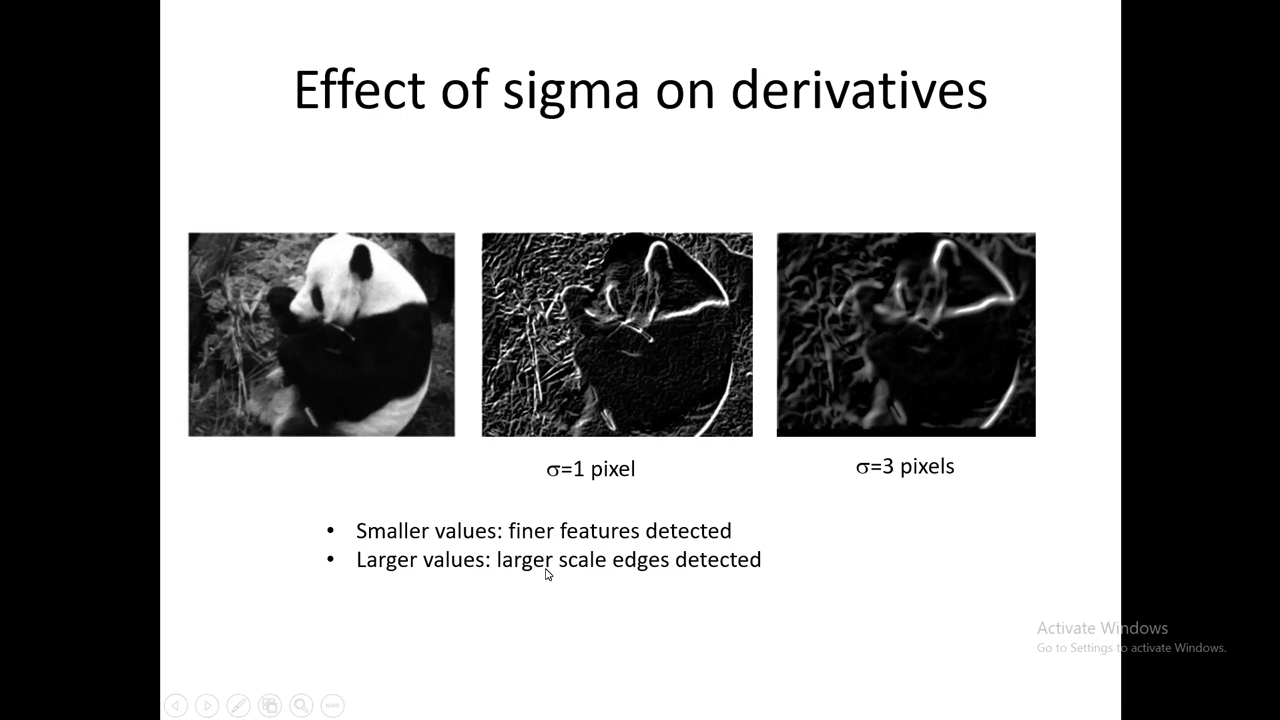 Effect of sigma on derivatives
σ=1 pixel
σ=3 pixels
• Smaller values: finer features detected
• Larger values: larger scale edges detected
Activate Windows
Go to Settings to activate Windows.